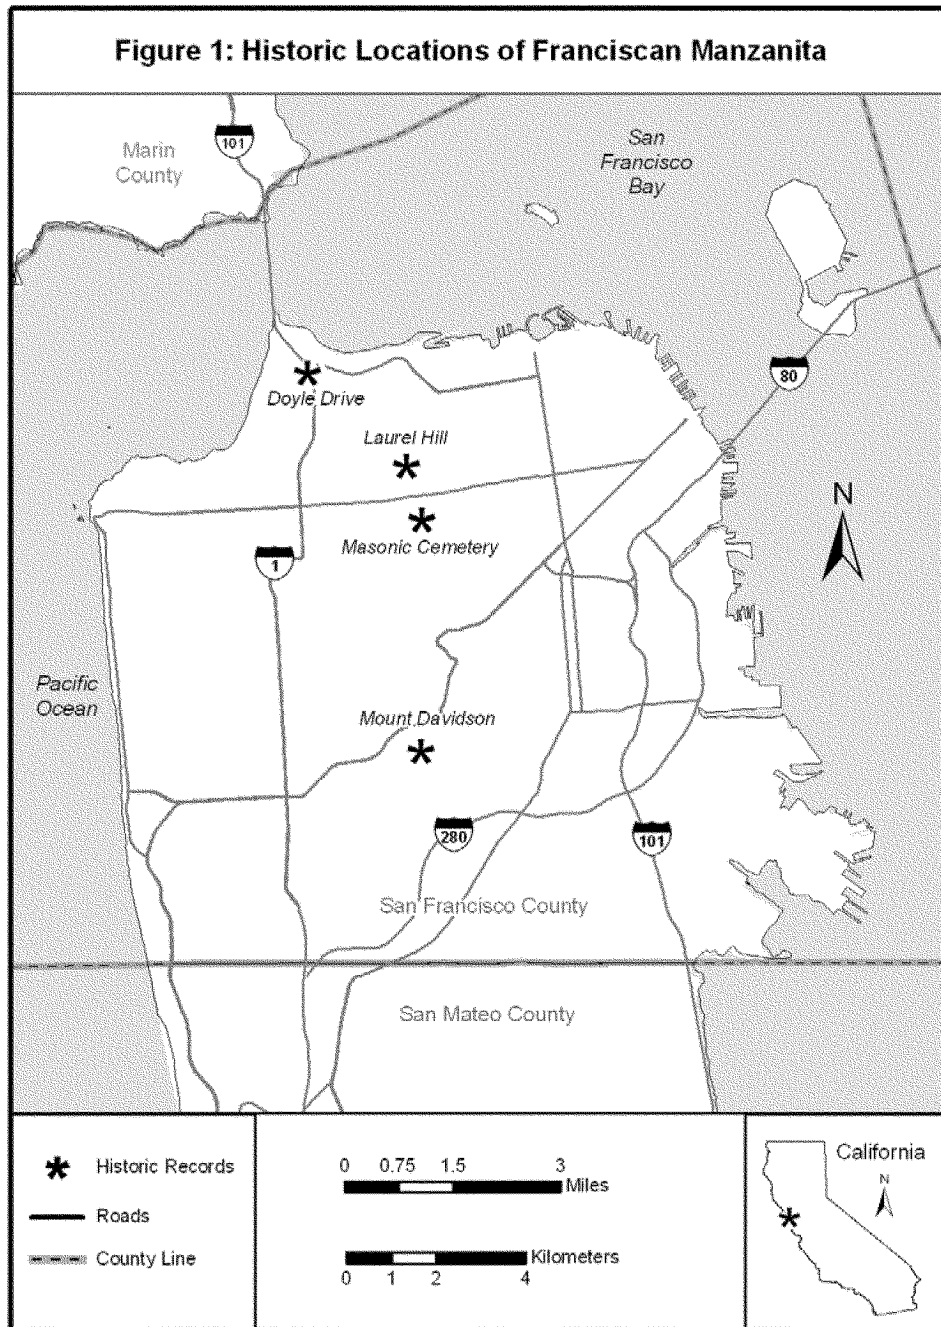 Figure 1: Historic Locations of Franciscan Manzanita
101
Marin
County
San
Francisco
Bay
80
Doyle Drive
Laurel Hill
N
Masonic Cemetery
1
Pacific
Ocean
Mount Davidson
280
101
San Francisco County
San Mateo County
Historic Records
Roads
County Line
0 0.75 1.5 3
Miles
Kilometers
0 1 2 4
California
N